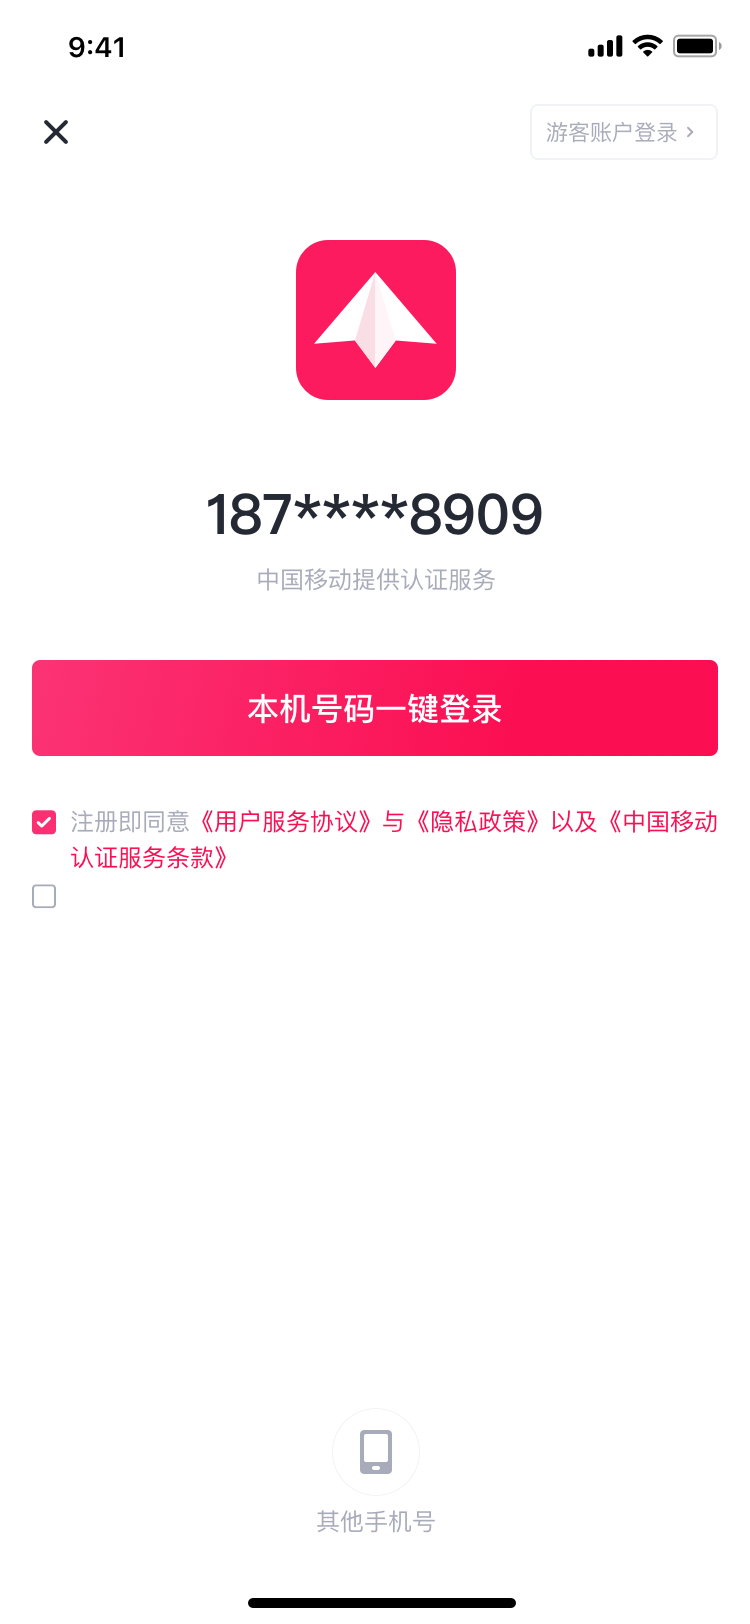 9:41
游客账户登录
187****8909
中国移动提供认证服务
本机号码一键登录
注册即同意《用户服务协议》与《隐私政策》以及《中国移动
认证服务条款》
其他手机号